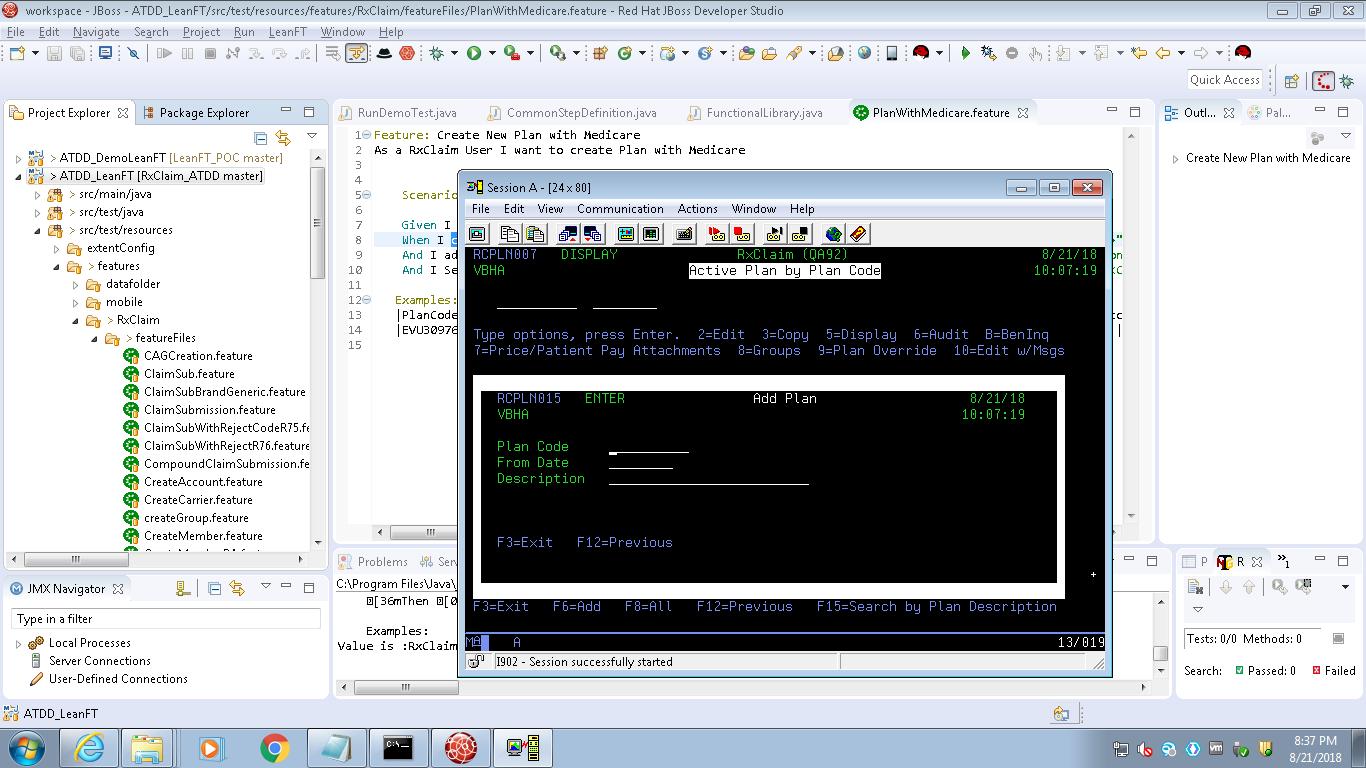 workspace - JBoss - ATDD_LeanFT/src/test/resources/features/RxClaim/featureFiles/PlanWithMedicare.feature - Red Hat JBoss Developer Studio
File Edit Navigate Search Project Run LeanFT Window Help
Quick Access
Project Explorer
Package Explorer
> ATDD_DemoLeanFT [LeanFT_POC master]
> ATDD_LeanFT [RxClaim_ATDD master]
> src/main/java
> src/test/java
> src/test/resources
extentConfig
> features
datafolder
mobile
> RxClaim
> featureFiles
CAGCreation.feature
ClaimSub.feature
ClaimSubBrandGeneric.feature
ClaimSubmission.feature
ClaimSubWithRejectCodeR75.fe
ClaimSubWithRejectR76.feature
CompoundClaimSubmission.fe
CreateAccount.feature
CreateCarrier.feature
createGroup.feature
CreateMember.feature
JMX Navigator
Type in a filter
Local Processes
Server Connections
User-Defined Connections
RunDemoTest.java CommonStepDefinition.java FunctionalLibrary.java PlanWithMedicare.feature
1 Feature: Create New Plan with Medicare
2 As a RxClaim User I want to create Plan with Medicare
3
4
5 Scenario
6
7 Given I
8 When I c
9 And I ad
10 And I Se
11
12 Examples:
13 |PlanCode
14 |EVU30976
15
Session A - [24 x 80]
File Edit View Communication Actions Window Help
RCPLN007 DISPLAY RxClaim (QA92) 8/21/18
VBHA Active Plan by Plan Code 10:07:19
Type options, press Enter. 2=Edit 3=Copy 5=Display 6=Audit B=BenInq
7=Price/Patient Pay Attachments 8=Groups 9=Plan Override 10=Edit w/Msgs
RCPLN015 ENTER Add Plan 8/21/18
VBHA 10:07:19
Plan Code
From Date
Description
F3=Exit F12=Previous
F3=Exit F6=Add F8=All F12=Previous F15=Search by Plan Description
MA A 13/019
I902 - Session successfully started
Problems Serv
C:\Program Files\Java\
[36mThen [0
Examples:
Value is :RxClaim
Outl... Pal...
Create New Plan with Medicare
P R »1
Tests: 0/0 Methods: 0
Search: Passed: 0 Failed
ATDD_LeanFT
8:37 PM
8/21/2018